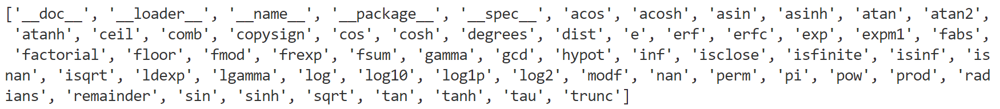 ['__doc__', '__loader__', '__name__', '__package__', '__spec__', 'acos', 'acosh', 'asin', 'asinh', 'atan', 'atan2',
'atanh', 'ceil', 'comb', 'copysign', 'cos', 'cosh', 'degrees', 'dist', 'e', 'erf', 'erfc', 'exp', 'expm1', 'fabs',
'factorial', 'floor', 'fmod', 'frexp', 'fsum', 'gamma', 'gcd', 'hypot', 'inf', 'isclose', 'isfinite', 'isinf', 'is
nan', 'isqrt', 'ldexp', 'lgamma', 'log', 'log10', 'log1p', 'log2', 'modf', 'nan', 'perm', 'pi', 'pow', 'prod', 'rad
ians', 'remainder', 'sin', 'sinh', 'sqrt', 'tan', 'tanh', 'tau', 'trunc']